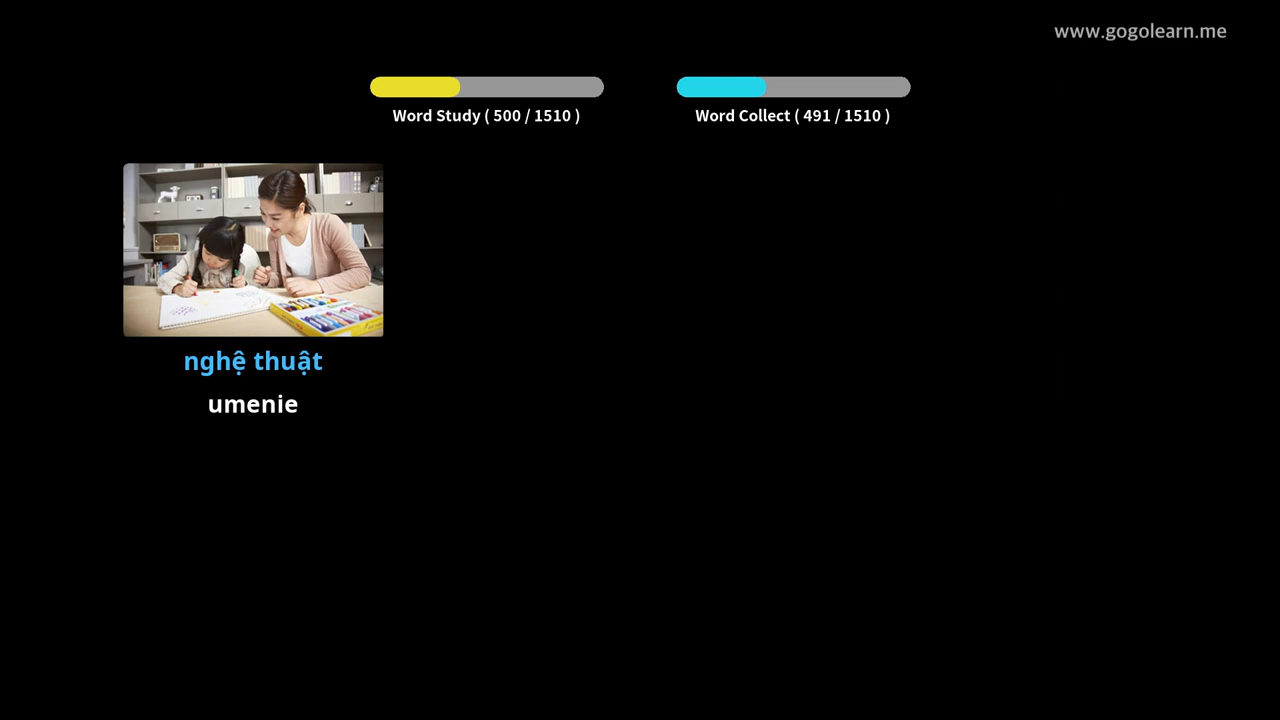 www.gogolearn.me
Word Study ( 500 / 1510 )
Word Collect ( 491 / 1510 )
nghệ thuật
umenie